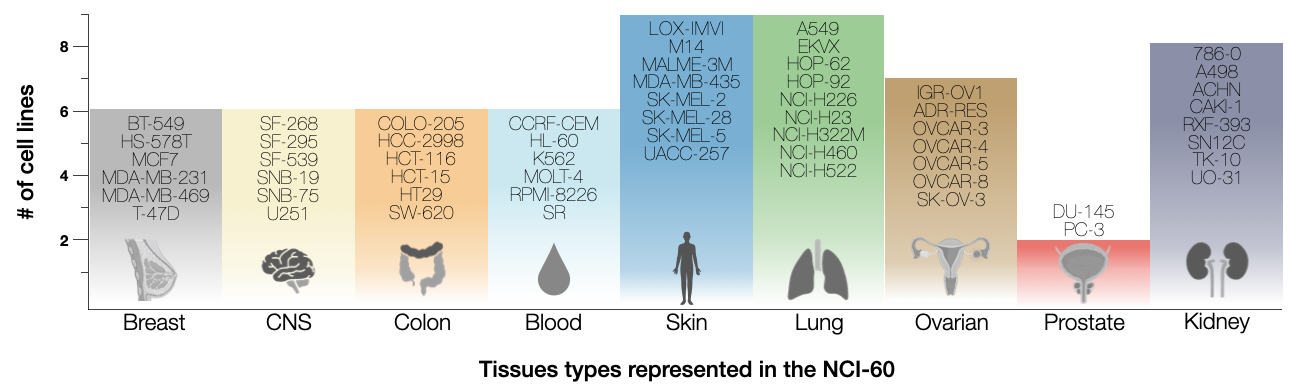 # of cell lines
8
6
4
2
BT-549
HS-578T
MCF7
MDA-MB-231
MDA-MB-469
T-47D
SF-268
SF-295
SF-539
SNB-19
SNB-75
U251
COLO-205
HCC-2998
HCT-116
HCT-15
HT29
SW-620
CCRF-CEM
HL-60
K562
MOLT-4
RPMI-8226
SR
LOX-IMVI
M14
MALME-3M
MDA-MB-435
SK-MEL-2
SK-MEL-28
SK-MEL-5
UACC-257
A549
EKVX
HOP-62
HOP-92
NCI-H226
NCI-H23
NCI-H322M
NCI-H460
NCI-H522
IGR-OV1
ADR-RES
OVCAR-3
OVCAR-4
OVCAR-5
OVCAR-8
SK-OV-3
DU-145
PC-3
786-0
A498
ACHN
CAKI-1
RXF-393
SN12C
TK-10
UO-31
Breast
CNS
Colon
Blood
Skin
Lung
Ovarian
Prostate
Kidney
Tissues types represented in the NCI-60